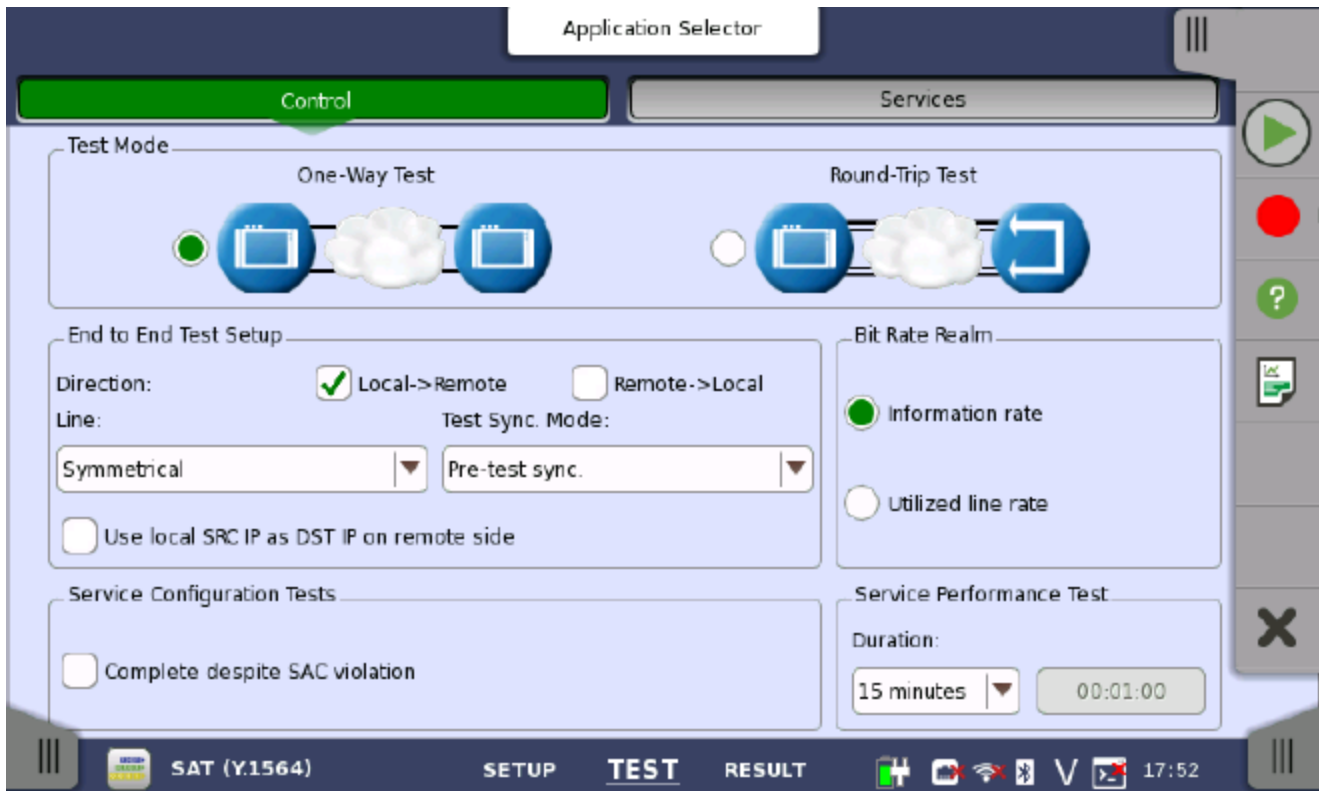 Application Selector
Control
Services
Test Mode
One-Way Test
Round-Trip Test
End to End Test Setup
Bit Rate Realm
Direction:
Local->Remote
Remote->Local
Line:
Test Sync. Mode:
Information rate
Symmetrical
Pre-test sync.
Utilized line rate
Use local SRC IP as DST IP on remote side
Service Configuration Tests
Service Performance Test
Duration:
Complete despite SAC violation
15 minutes
00:01:00
SAT (Y.1564)
SETUP
TEST
RESULT
17:52